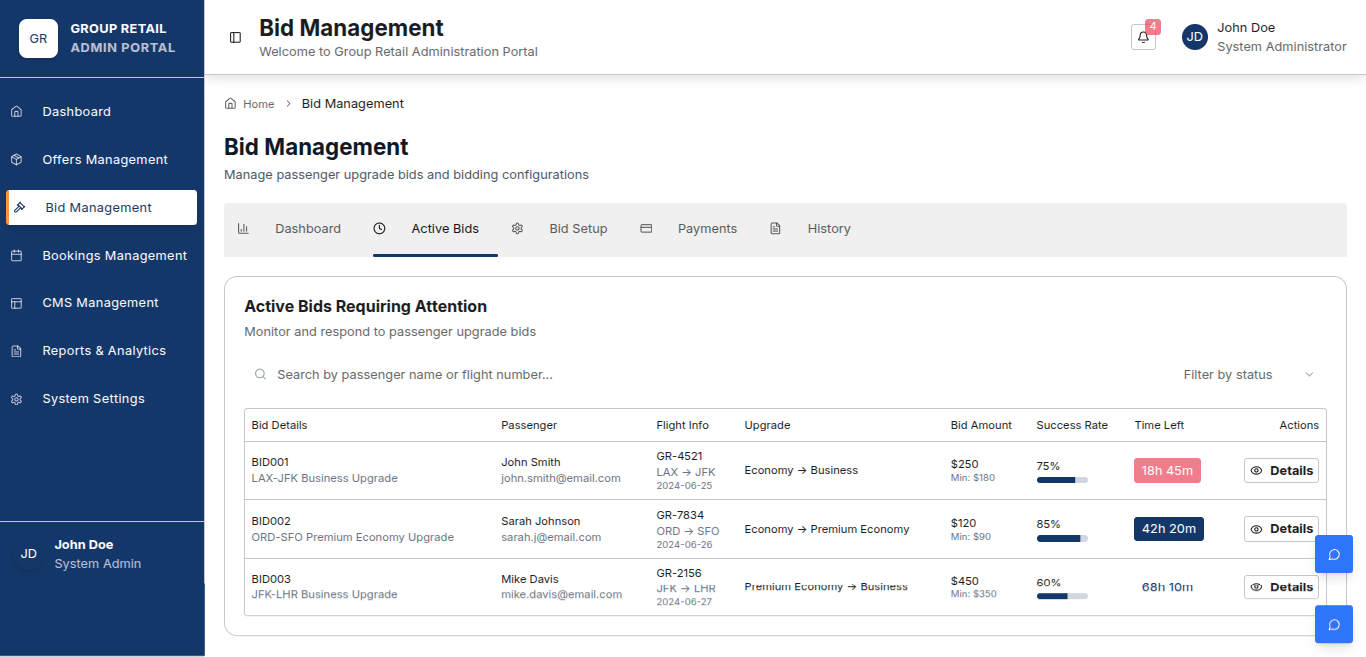 GR
GROUP RETAIL
ADMIN PORTAL
Bid Management
Welcome to Group Retail Administration Portal
4
JD
John Doe
System Administrator
Dashboard
Offers Management
Bid Management
Bookings Management
CMS Management
Reports & Analytics
System Settings
JD
John Doe
System Admin
Home > Bid Management
Bid Management
Manage passenger upgrade bids and bidding configurations
Dashboard Active Bids Bid Setup Payments History
Active Bids Requiring Attention
Monitor and respond to passenger upgrade bids
Search by passenger name or flight number...
Filter by status
Bid Details Passenger Flight Info Upgrade Bid Amount Success Rate Time Left Actions
BID001
LAX-JFK Business Upgrade
John Smith
john.smith@email.com
GR-4521
LAX → JFK
2024-06-25
Economy → Business
$250
Min: $180
75%
18h 45m
Details
BID002
ORD-SFO Premium Economy Upgrade
Sarah Johnson
sarah.j@email.com
GR-7834
ORD → SFO
2024-06-26
Economy → Premium Economy
$120
Min: $90
85%
42h 20m
Details
BID003
JFK-LHR Business Upgrade
Mike Davis
mike.davis@email.com
GR-2156
JFK → LHR
2024-06-27
Premium Economy → Business
$450
Min: $350
60%
68h 10m
Details